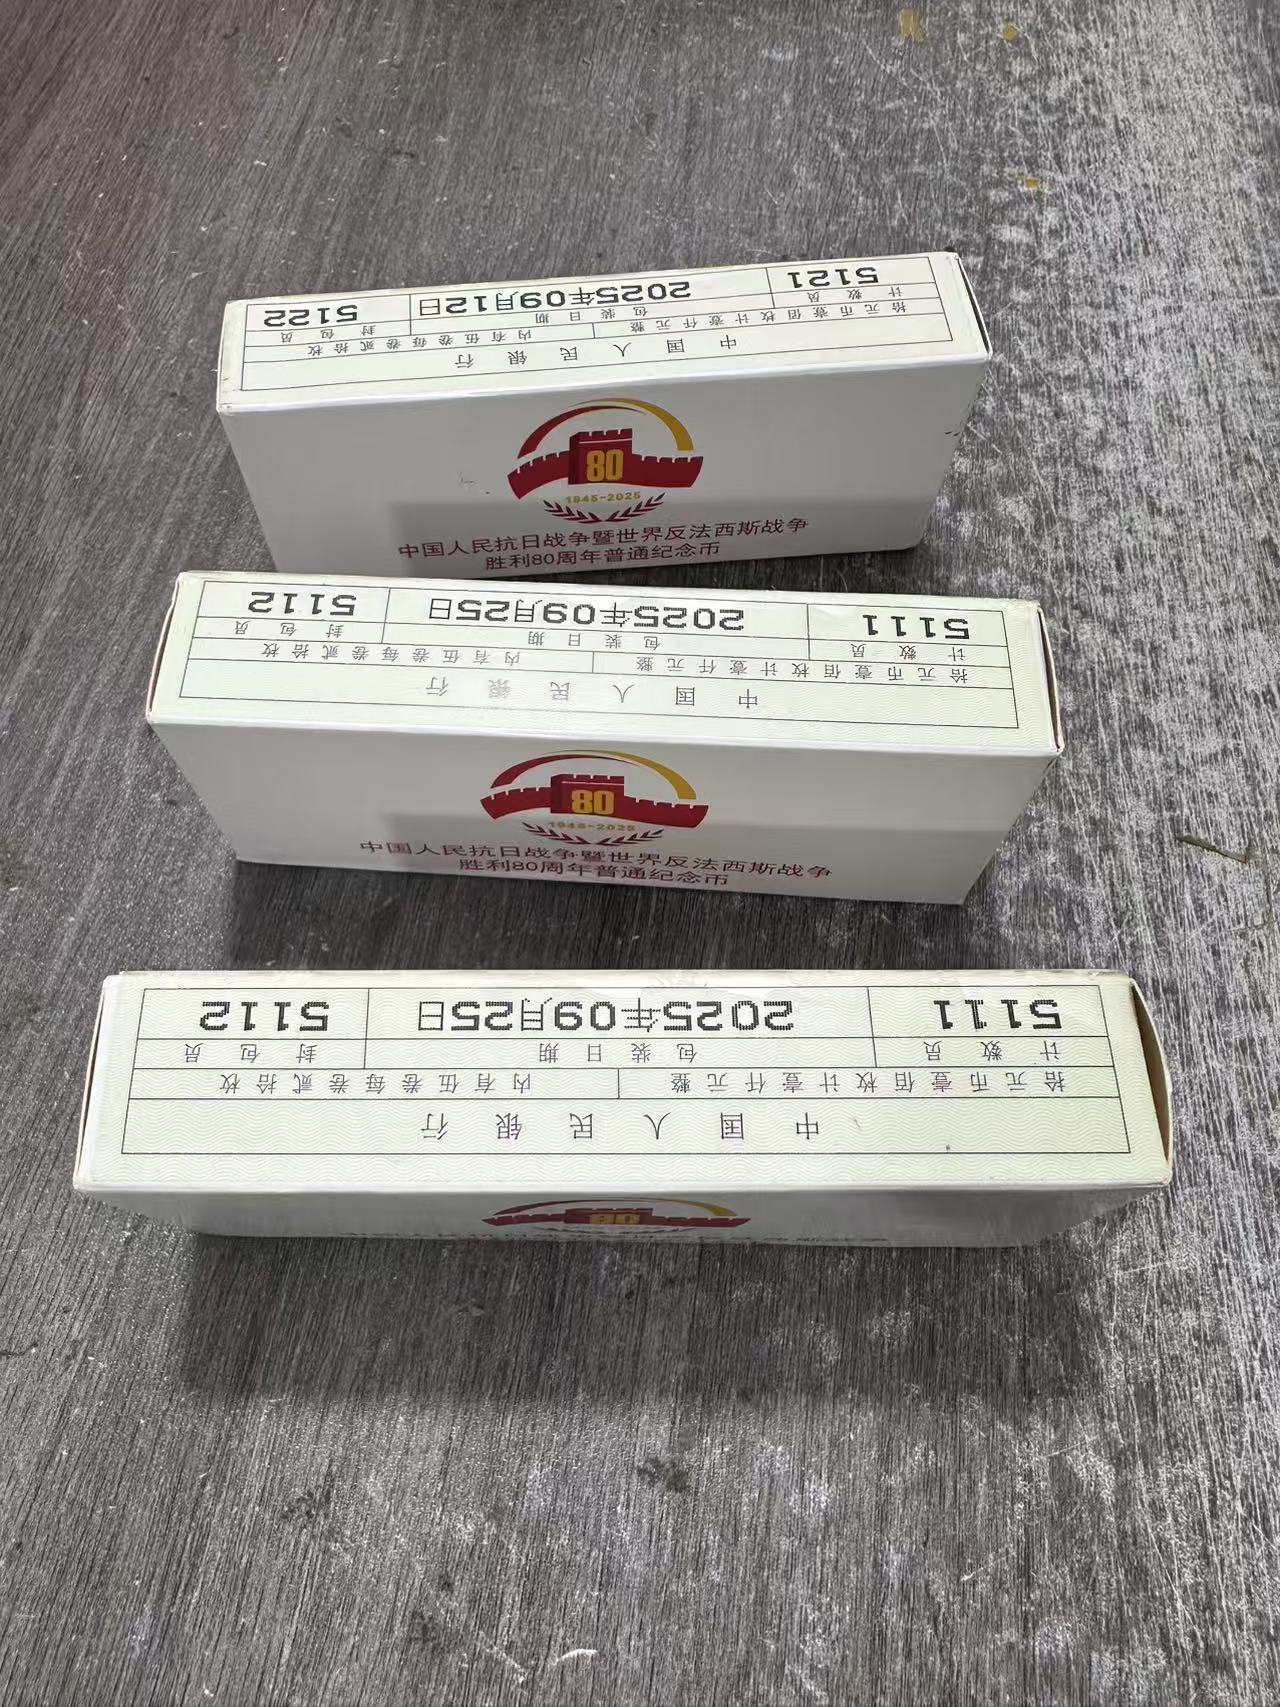 中国人民银行
拾元币壹佰枚计壹仟元整 内有伍卷每卷贰拾枚
计数员 包装日期 封包员
5121 2025年09月12日 5122
80
1945-2025
中国人民抗日战争暨世界反法西斯战争
胜利80周年普通纪念币
中国人民银行
拾元币壹佰枚计壹仟元整 内有伍卷每卷贰拾枚
计数员 包装日期 封包员
5111 2025年09月25日 5112
80
1945-2025
中国人民抗日战争暨世界反法西斯战争
胜利80周年普通纪念币
中国人民银行
拾元币壹佰枚计壹仟元整 内有伍卷每卷贰拾枚
计数员 包装日期 封包员
5111 2025年09月25日 5112
80